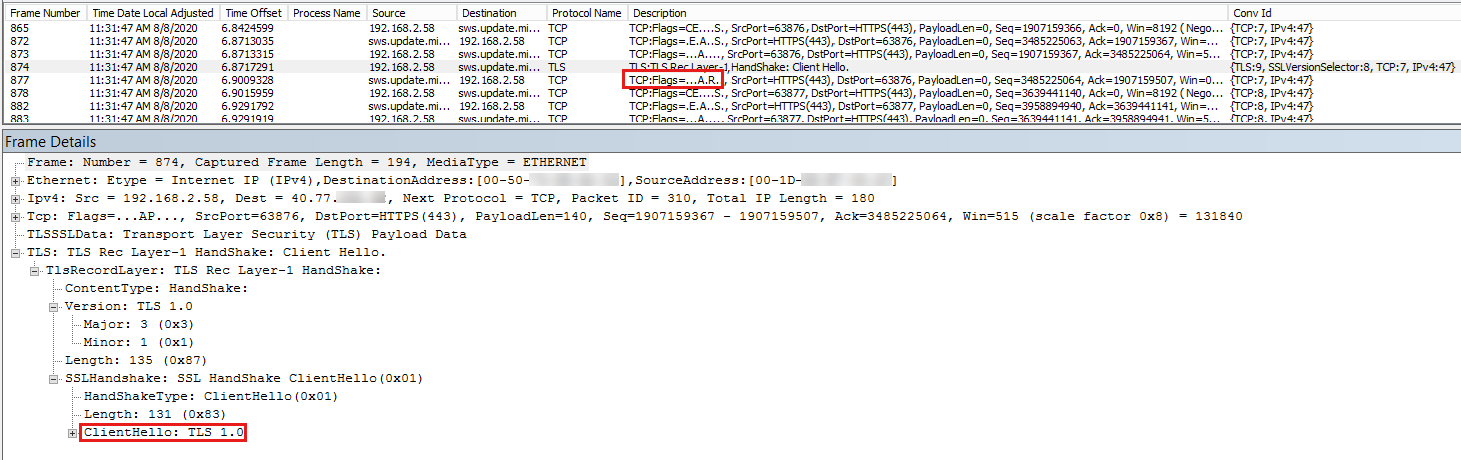 Frame Number Time Date Local Adjusted Time Offset Process Name Source Destination Protocol Name Description Conv Id
865 11:31:47 AM 8/8/2020 6.8424599 192.168.2.58 sws.update.mi... TCP TCP:Flags=CE....S., SrcPort=63876, DstPort=HTTPS(443), PayloadLen=0, Seq=1907159366, Ack=0, Win=8192 ( Nego... {TCP:7, IPv4:47}
872 11:31:47 AM 8/8/2020 6.8713035 sws.update.mi... 192.168.2.58 TCP TCP:Flags=.E.A..S., SrcPort=HTTPS(443), DstPort=63876, PayloadLen=0, Seq=3485225063, Ack=1907159367, Win=... {TCP:7, IPv4:47}
873 11:31:47 AM 8/8/2020 6.8713315 192.168.2.58 sws.update.mi... TCP TCP:Flags=...A...., SrcPort=63876, DstPort=HTTPS(443), PayloadLen=0, Seq=1907159367, Ack=3485225064, Win=5... {TCP:7, IPv4:47}
874 11:31:47 AM 8/8/2020 6.8717291 192.168.2.58 sws.update.mi... TLS TLS:TLS Rec Layer-1 HandShake: Client Hello. {TLS:9, SSLVersionSelector:8, TCP:7, IPv4:47}
877 11:31:47 AM 8/8/2020 6.9009328 sws.update.mi... 192.168.2.58 TCP TCP:Flags=...A.R.., SrcPort=HTTPS(443), DstPort=63876, PayloadLen=0, Seq=3485225064, Ack=1907159507, Win=0... {TCP:7, IPv4:47}
878 11:31:47 AM 8/8/2020 6.9015959 192.168.2.58 sws.update.mi... TCP TCP:Flags=CE....S., SrcPort=63877, DstPort=HTTPS(443), PayloadLen=0, Seq=3639441140, Ack=0, Win=8192 ( Nego... {TCP:8, IPv4:47}
882 11:31:47 AM 8/8/2020 6.9291792 sws.update.mi... 192.168.2.58 TCP TCP:Flags=.E.A..S., SrcPort=HTTPS(443), DstPort=63877, PayloadLen=0, Seq=3958894940, Ack=3639441141, Win=... {TCP:8, IPv4:47}
883 11:31:47 AM 8/8/2020 6.9291919 192.168.2.58 sws.update.mi... TCP TCP:Flags=...A...., SrcPort=63877, DstPort=HTTPS(443), PayloadLen=0, Seq=3639441141, Ack=3958894941, Win=5... {TCP:8, IPv4:47}
Frame Details
Frame: Number = 874, Captured Frame Length = 194, MediaType = ETHERNET
Ethernet: Etype = Internet IP (IPv4),DestinationAddress:[00-50- ],SourceAddress:[00-1D- ]
Ipv4: Src = 192.168.2.58, Dest = 40.77. , Next Protocol = TCP, Packet ID = 310, Total IP Length = 180
Tcp: Flags=...AP..., SrcPort=63876, DstPort=HTTPS(443), PayloadLen=140, Seq=1907159367 - 1907159507, Ack=3485225064, Win=515 (scale factor 0x8) = 131840
TLSSSLData: Transport Layer Security (TLS) Payload Data
TLS: TLS Rec Layer-1 HandShake: Client Hello.
TlsRecordLayer: TLS Rec Layer-1 HandShake:
ContentType: HandShake:
Version: TLS 1.0
Major: 3 (0x3)
Minor: 1 (0x1)
Length: 135 (0x87)
SSLHandshake: SSL HandShake ClientHello(0x01)
HandShakeType: ClientHello(0x01)
Length: 131 (0x83)
ClientHello: TLS 1.0